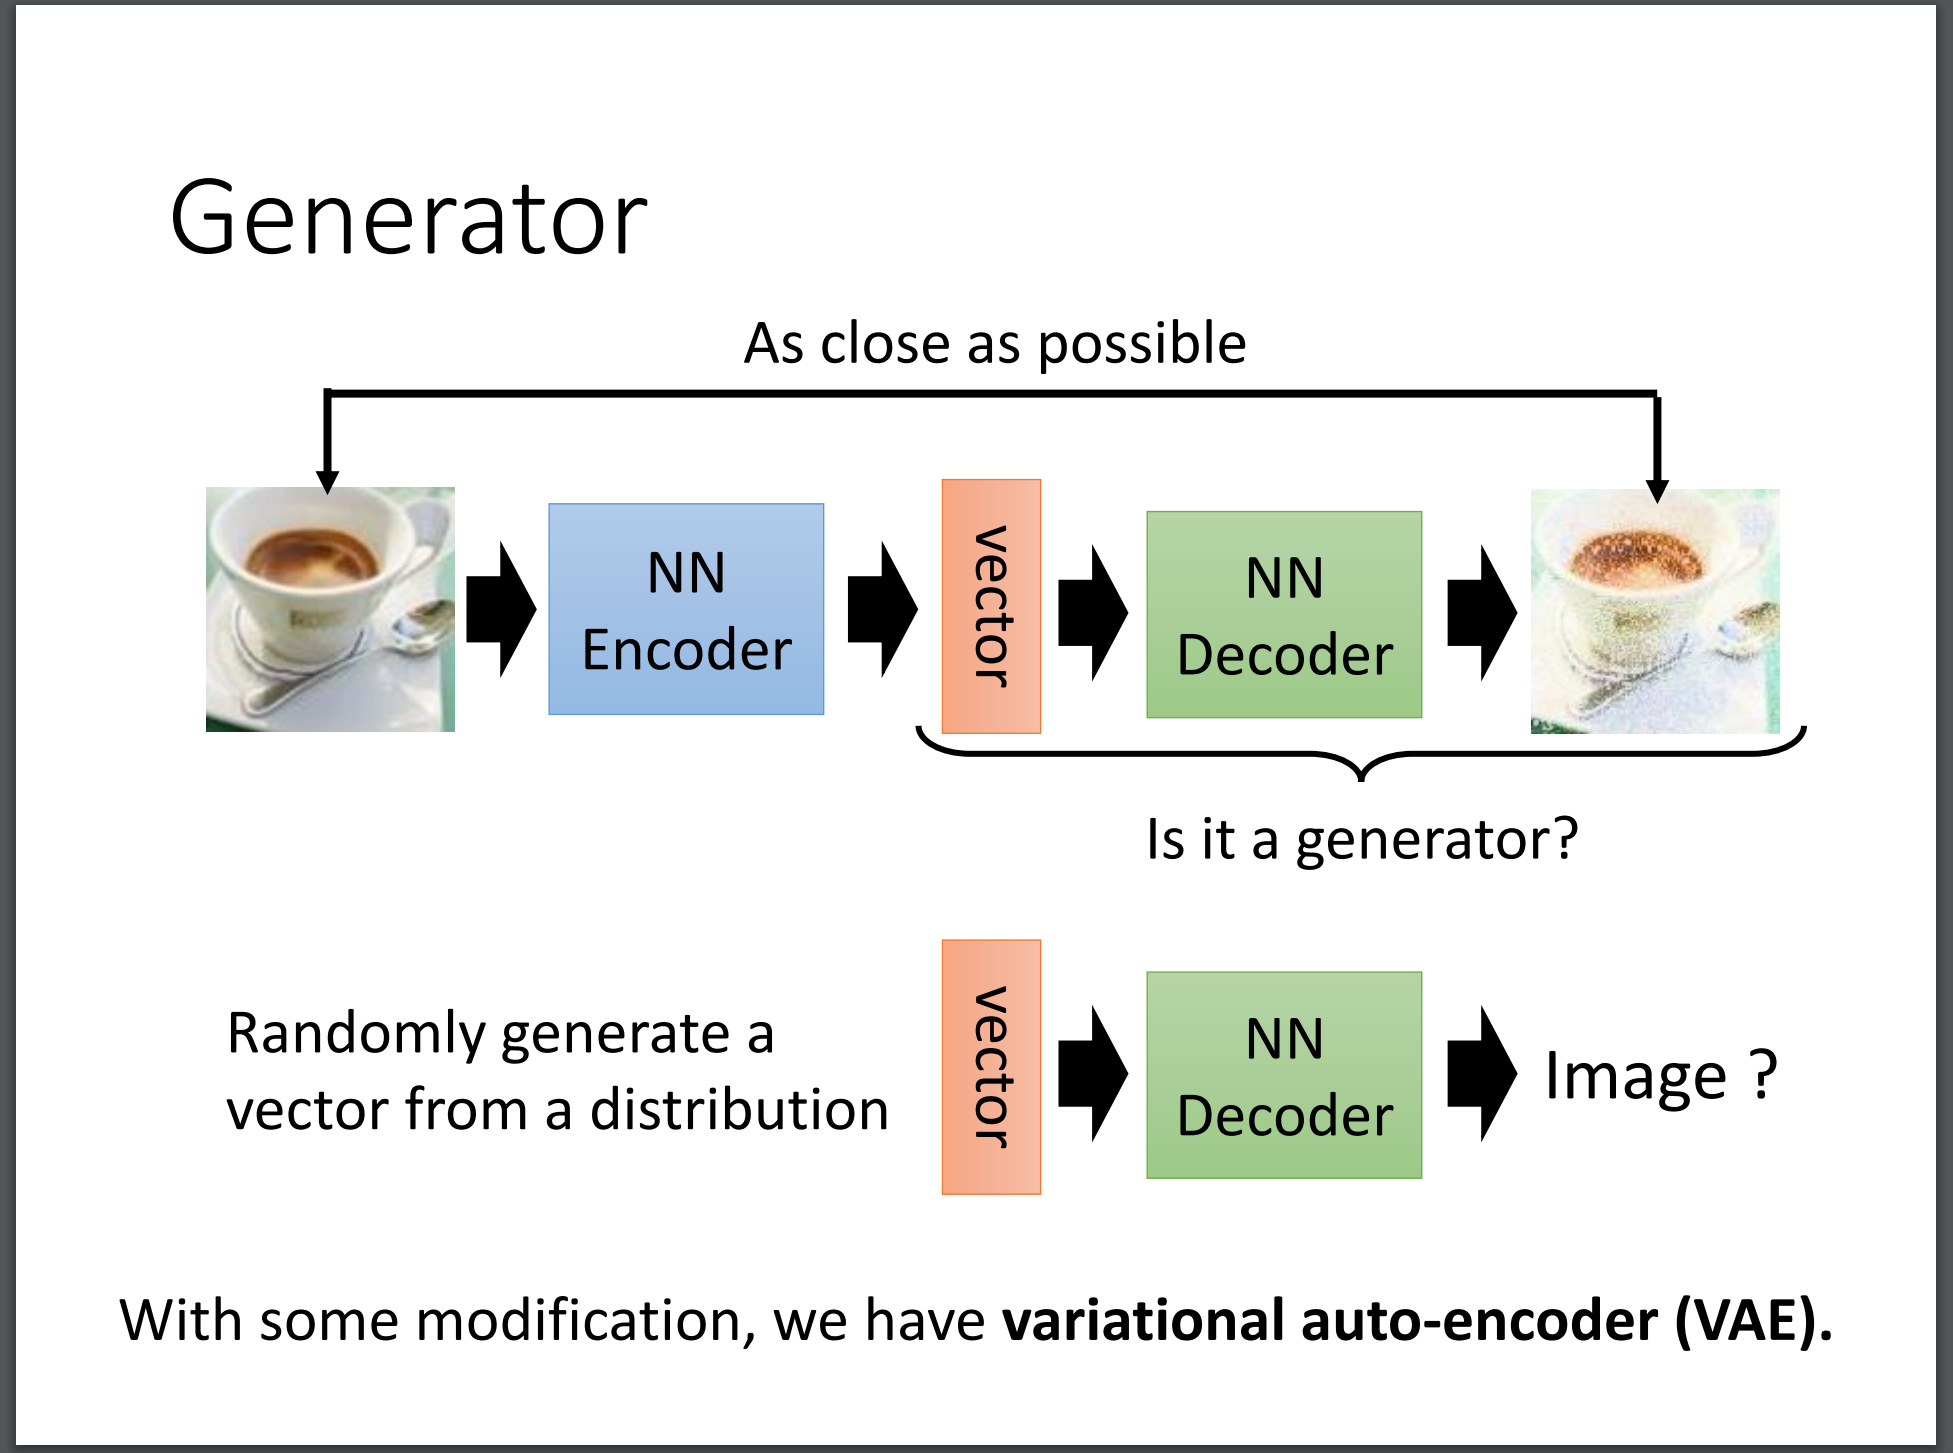 Generator
As close as possible
NN
Encoder
vector
NN
Decoder
Is it a generator?
Randomly generate a
vector from a distribution
vector
NN
Decoder
Image ?
With some modification, we have variational auto-encoder (VAE).